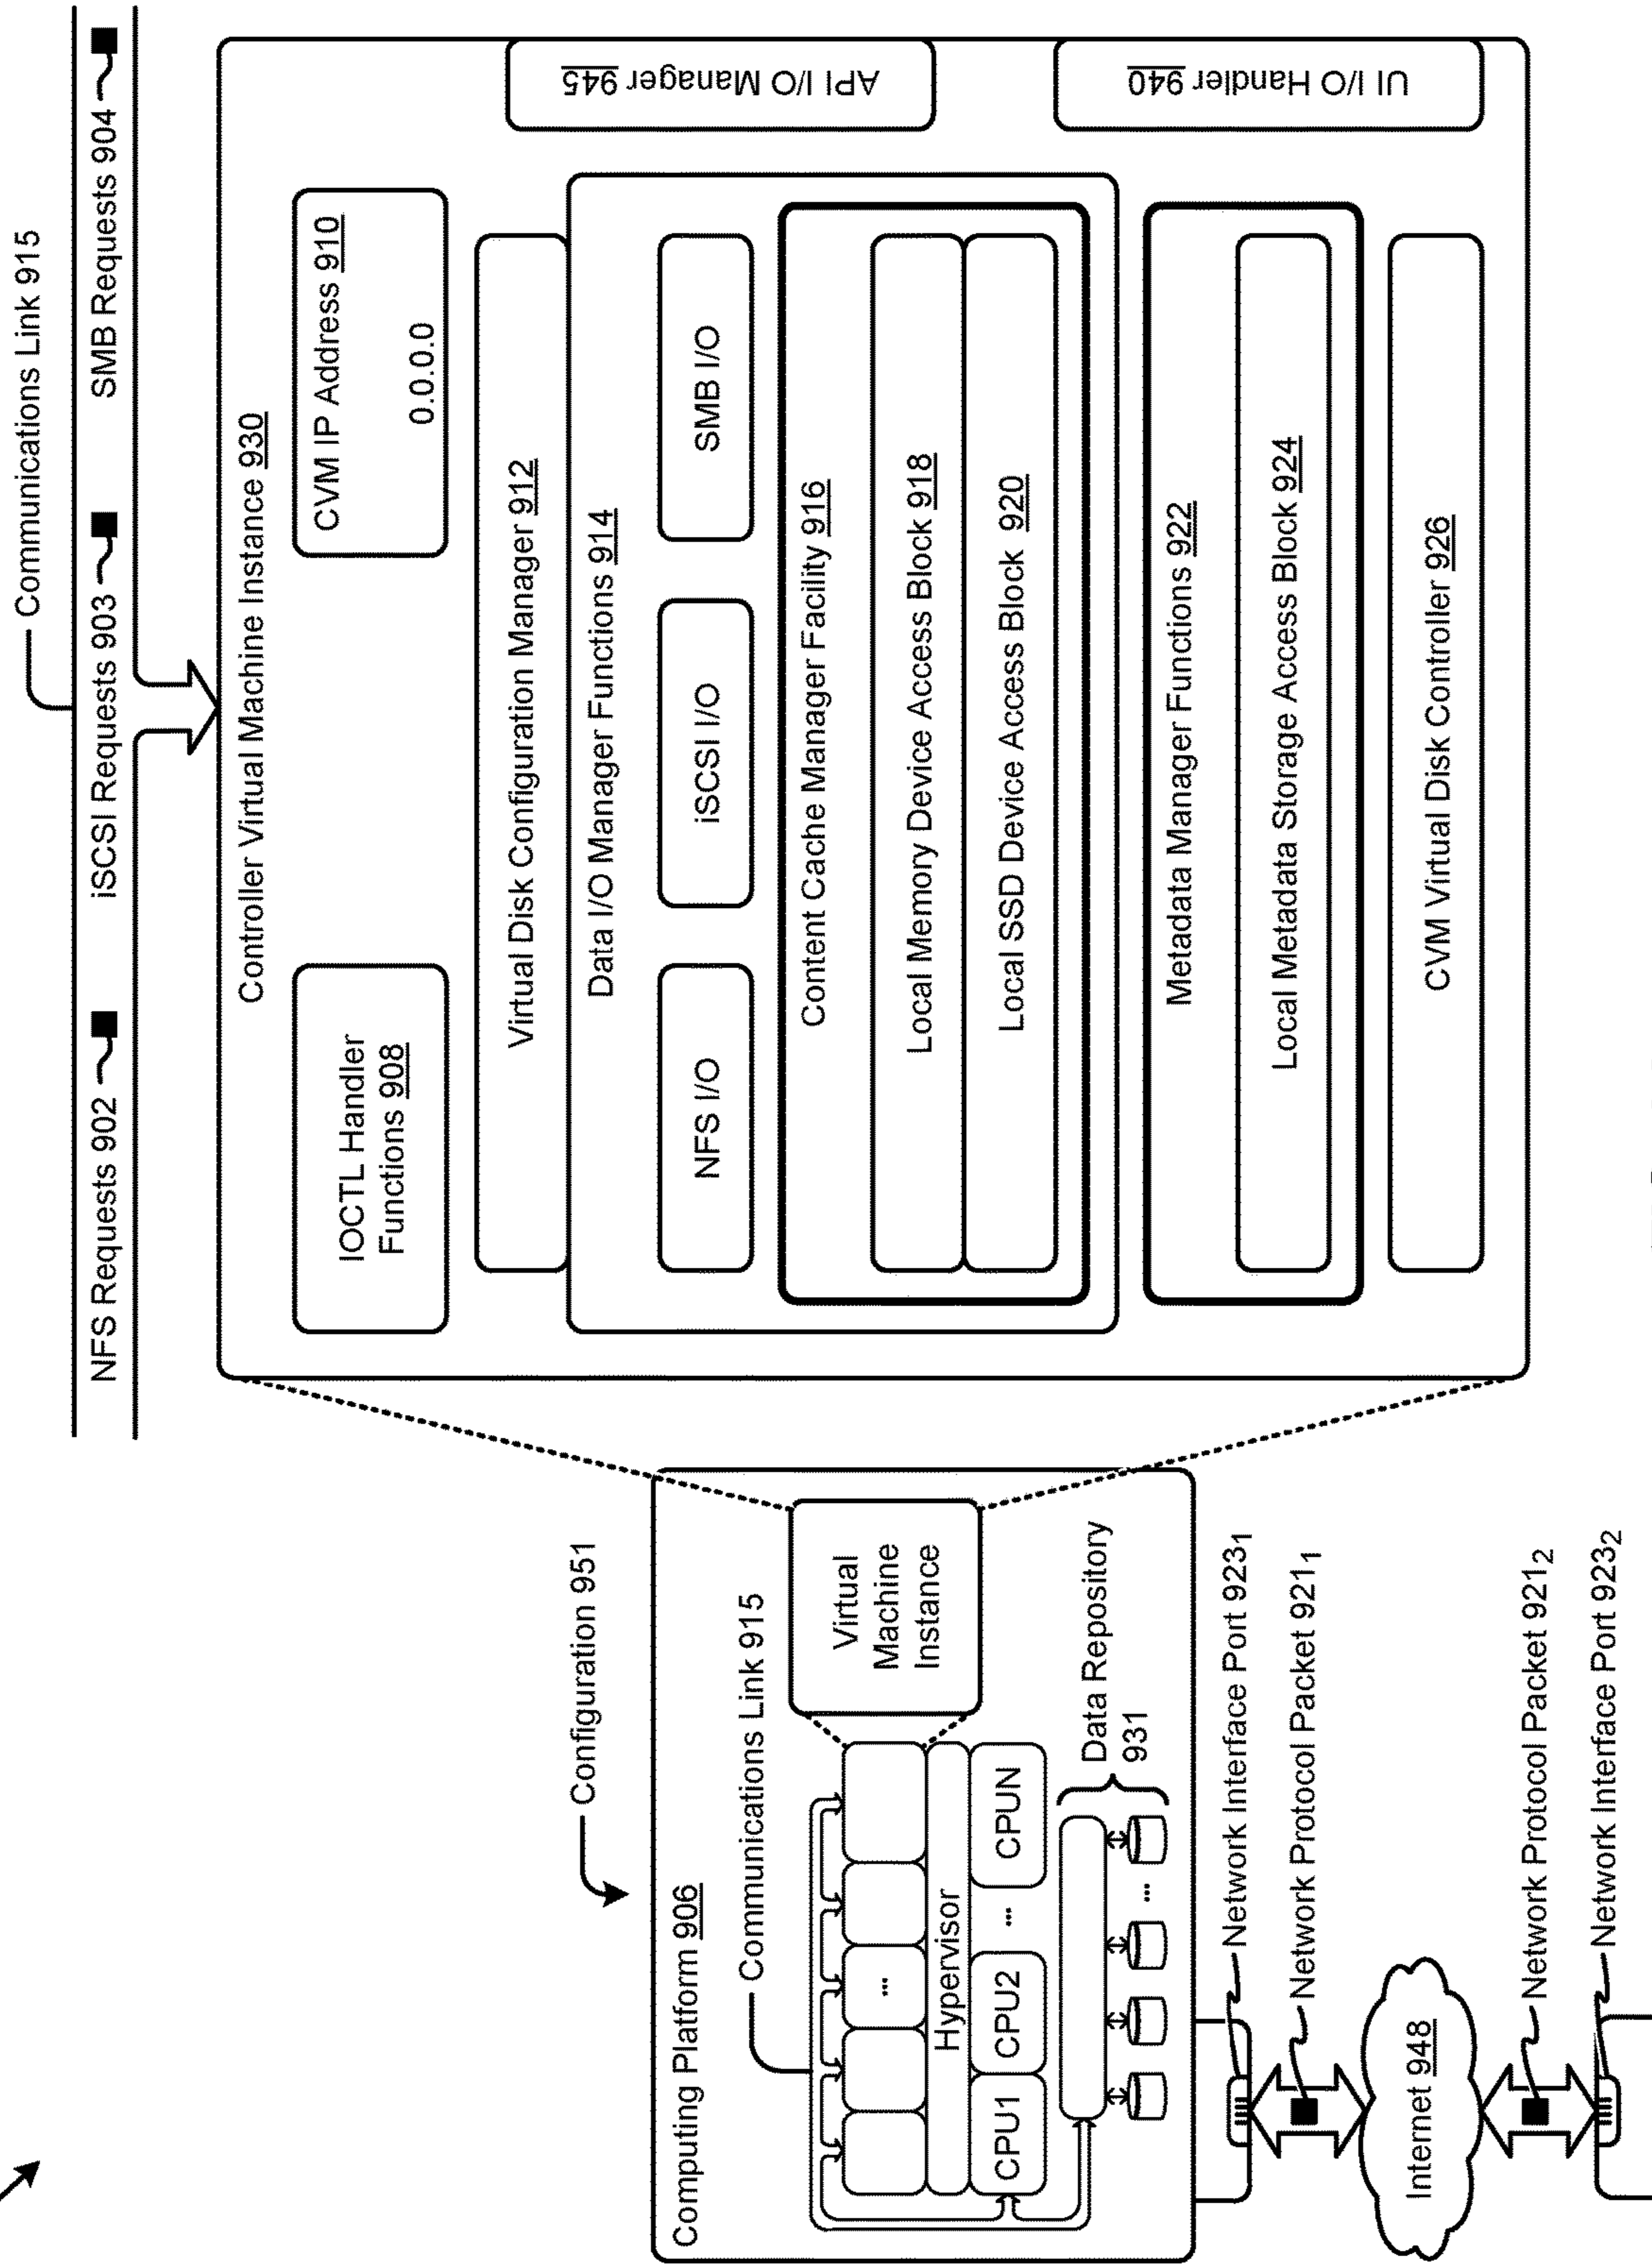 Communications Link 915
NFS Requests 902
iSCSI Requests 903
SMB Requests 904
Controller Virtual Machine Instance 930
IOCTL Handler
Functions 908
CVM IP Address 910
0.0.0.0
Virtual Disk Configuration Manager 912
Data I/O Manager Functions 914
NFS I/O
iSCSI I/O
SMB I/O
Content Cache Manager Facility 916
Local Memory Device Access Block 918
Local SSD Device Access Block 920
Metadata Manager Functions 922
Local Metadata Storage Access Block 924
CVM Virtual Disk Controller 926
API I/O Manager 945
UI I/O Handler 940
Configuration 951
Computing Platform 906
Communications Link 915
Virtual
Machine
Instance
...
Hypervisor
CPU1
CPU2
...
CPUN
Data Repository
931
...
Network Interface Port 923₁
Network Protocol Packet 921₁
Internet 948
Network Protocol Packet 921₂
Network Interface Port 923₂